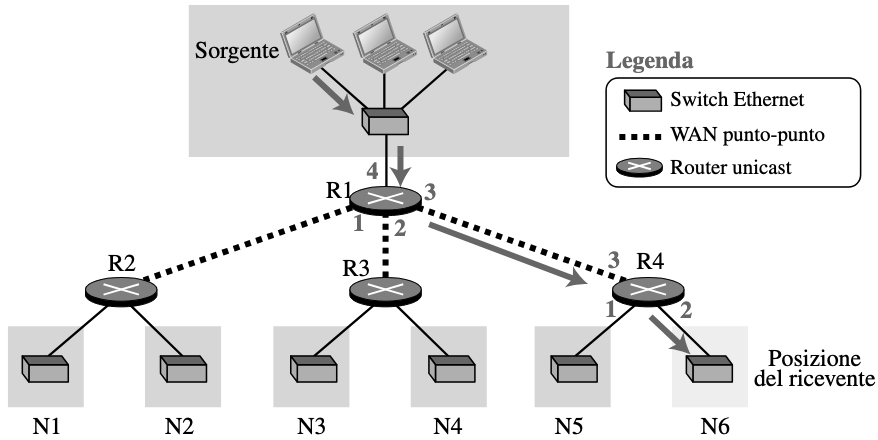 Sorgente
Legenda
Switch Ethernet
WAN punto-punto
Router unicast
4
R1
3
1
2
R2
R3
3
R4
1
2
Posizione
del ricevente
N1
N2
N3
N4
N5
N6